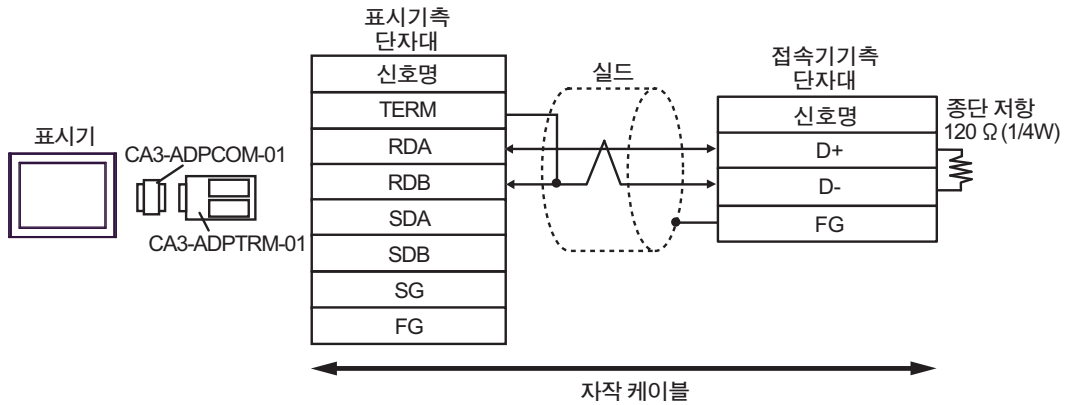 표시기측
단자대
신호명
TERM
RDA
RDB
SDA
SDB
SG
FG
실드
접속기기측
단자대
신호명
D+
D-
FG
종단 저항
120 Ω (1/4W)
표시기
CA3-ADPCOM-01
CA3-ADPTRM-01
자작 케이블